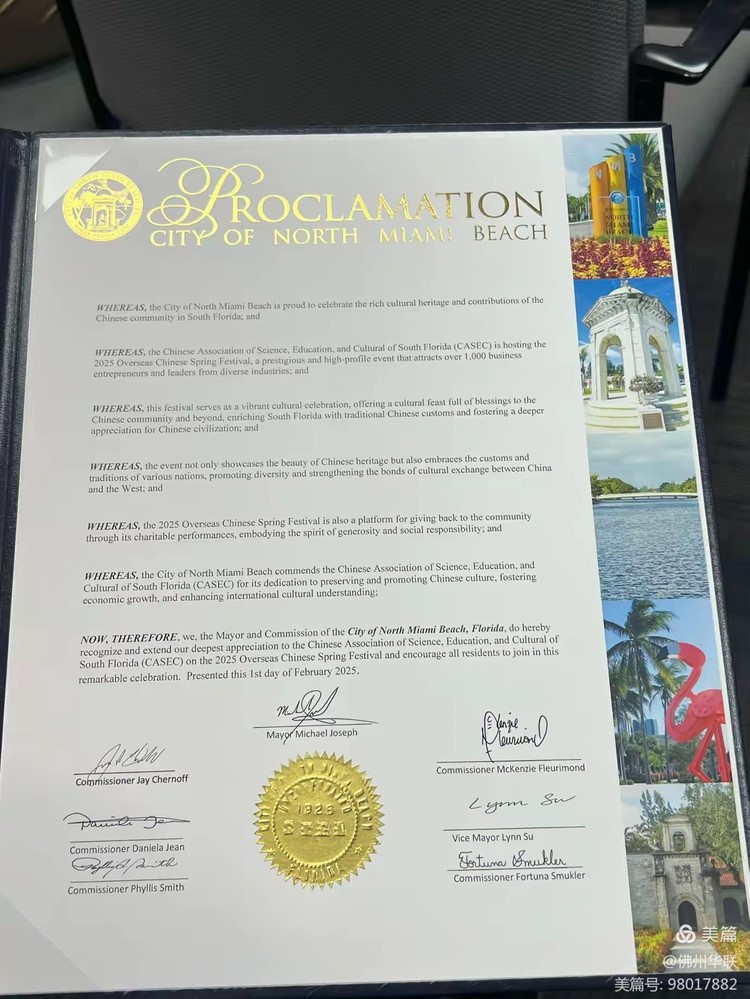 PROCLAMATION
CITY OF NORTH MIAMI BEACH
NMB
NORTH
MIAMI
BEACH
WHEREAS, the City of North Miami Beach is proud to celebrate the rich cultural heritage and contributions of the
Chinese community in South Florida; and
WHEREAS, the Chinese Association of Science, Education, and Cultural of South Florida (CASEC) is hosting the
2025 Overseas Chinese Spring Festival, a prestigious and high-profile event that attracts over 1,000 business
entrepreneurs and leaders from diverse industries; and
WHEREAS, this festival serves as a vibrant cultural celebration, offering a cultural feast full of blessings to the
Chinese community and beyond, enriching South Florida with traditional Chinese customs and fostering a deeper
appreciation for Chinese civilization; and
WHEREAS, the event not only showcases the beauty of Chinese heritage but also embraces the customs and
traditions of various nations, promoting diversity and strengthening the bonds of cultural exchange between China
and the West; and
WHEREAS, the 2025 Overseas Chinese Spring Festival is also a platform for giving back to the community
through its charitable performances, embodying the spirit of generosity and social responsibility; and
WHEREAS, the City of North Miami Beach commends the Chinese Association of Science, Education, and
Cultural of South Florida (CASEC) for its dedication to preserving and promoting Chinese culture, fostering
economic growth, and enhancing international cultural understanding;
NOW, THEREFORE, we, the Mayor and Commission of the City of North Miami Beach, Florida, do hereby
recognize and extend our deepest appreciation to the Chinese Association of Science, Education, and Cultural of
South Florida (CASEC) on the 2025 Overseas Chinese Spring Festival and encourage all residents to join in this
remarkable celebration. Presented this 1st day of February 2025.
Mayor Michael Joseph
Commissioner Jay Chernoff
McKenzie Fleurimond
Commissioner McKenzie Fleurimond
Commissioner Daniela Jean
Lynn Su
Vice Mayor Lynn Su
Phyllis Smith
Commissioner Phyllis Smith
Fortuna Smukler
Commissioner Fortuna Smukler
1926
SEAL
FLORIDA
美篇
@佛州华联
美篇号: 98017882